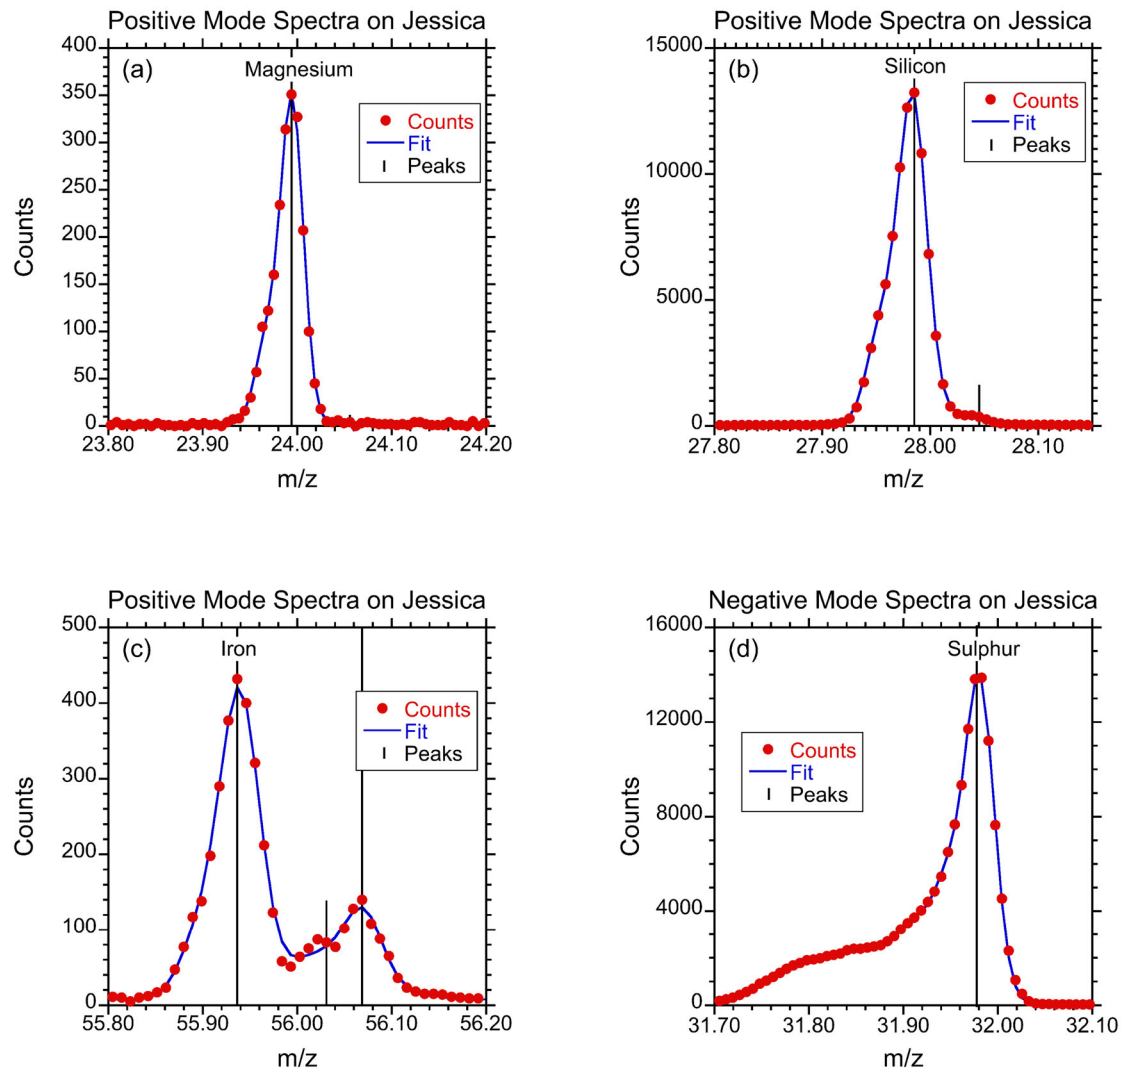 Positive Mode Spectra on Jessica
(a)
Magnesium
Counts
Fit
Peaks
400
350
300
250
200
150
100
50
0
Counts
23.80 23.90 24.00 24.10 24.20
m/z
Positive Mode Spectra on Jessica
(b)
Silicon
Counts
Fit
Peaks
15000
10000
5000
0
Counts
27.80 27.90 28.00 28.10
m/z
Positive Mode Spectra on Jessica
(c)
Iron
Counts
Fit
Peaks
500
400
300
200
100
0
Counts
55.80 55.90 56.00 56.10 56.20
m/z
Negative Mode Spectra on Jessica
(d)
Sulphur
Counts
Fit
Peaks
16000
12000
8000
4000
0
Counts
31.70 31.80 31.90 32.00 32.10
m/z